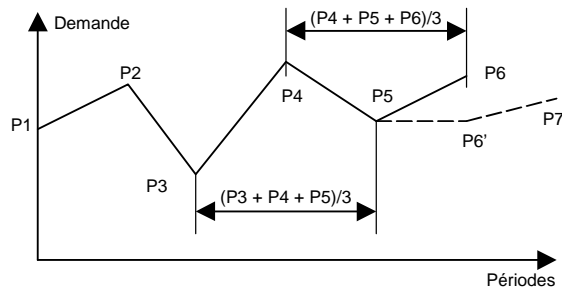 Demande
(P4 + P5 + P6)/3
P2
P6
P4
P5
P7
P1
P6'
P3
(P3 + P4 + P5)/3
Périodes